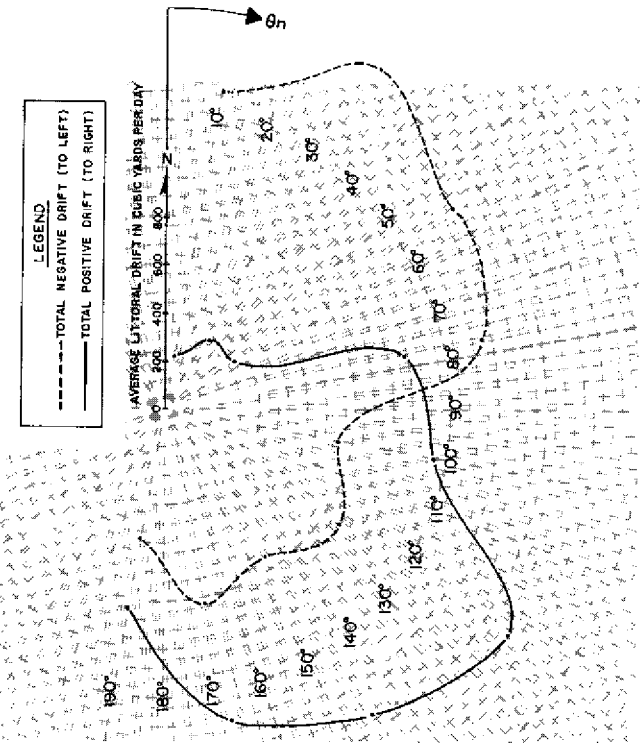 LEGEND
TOTAL NEGATIVE DRIFT (TO LEFT)
TOTAL POSITIVE DRIFT (TO RIGHT)
AVERAGE LITTORAL DRIFT IN CUBIC YARDS PER DAY
0 200 400 600 800
N
θn
10°
20°
30°
40°
50°
60°
70°
80°
90°
100°
110°
120°
130°
140°
150°
160°
170°
180°
190°